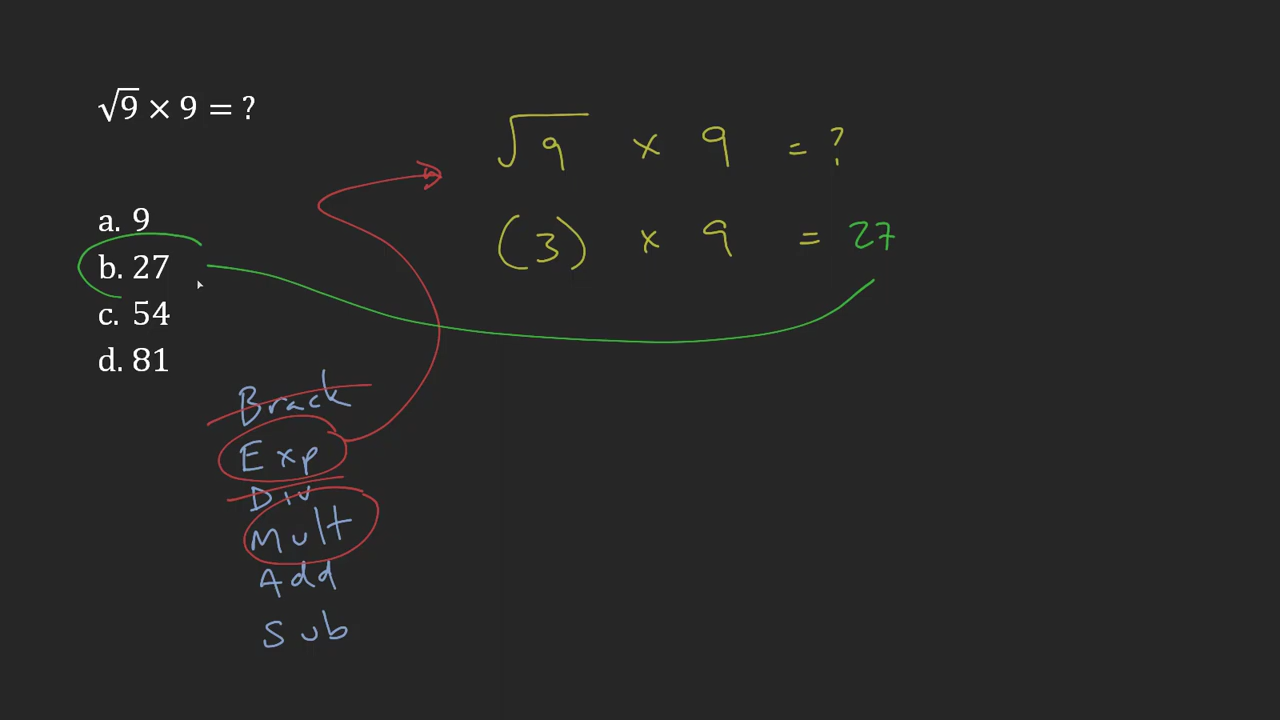 √9 × 9 = ?
a. 9
b. 27
c. 54
d. 81
√9 × 9 = ?
(3) × 9 = 27
Brack
Exp
Div
Mult
Add
Sub